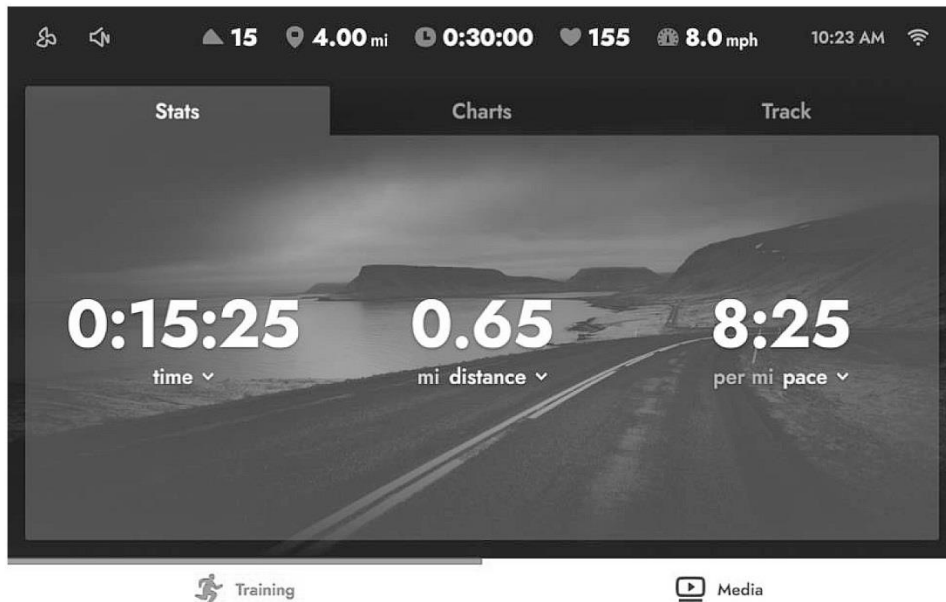 15 4.00 mi 0:30:00 155 8.0 mph 10:23 AM
Stats Charts Track
0:15:25 0.65 8:25
time mi distance per mi pace
Training Media